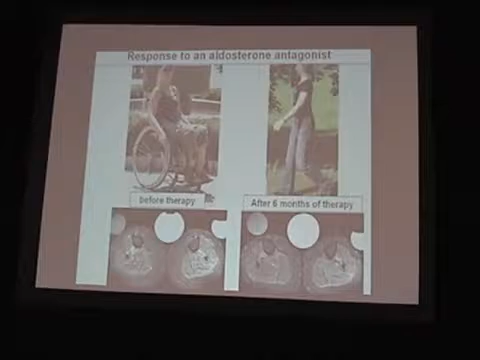 Response to an aldosterone antagonist
before therapy
After 6 months of therapy